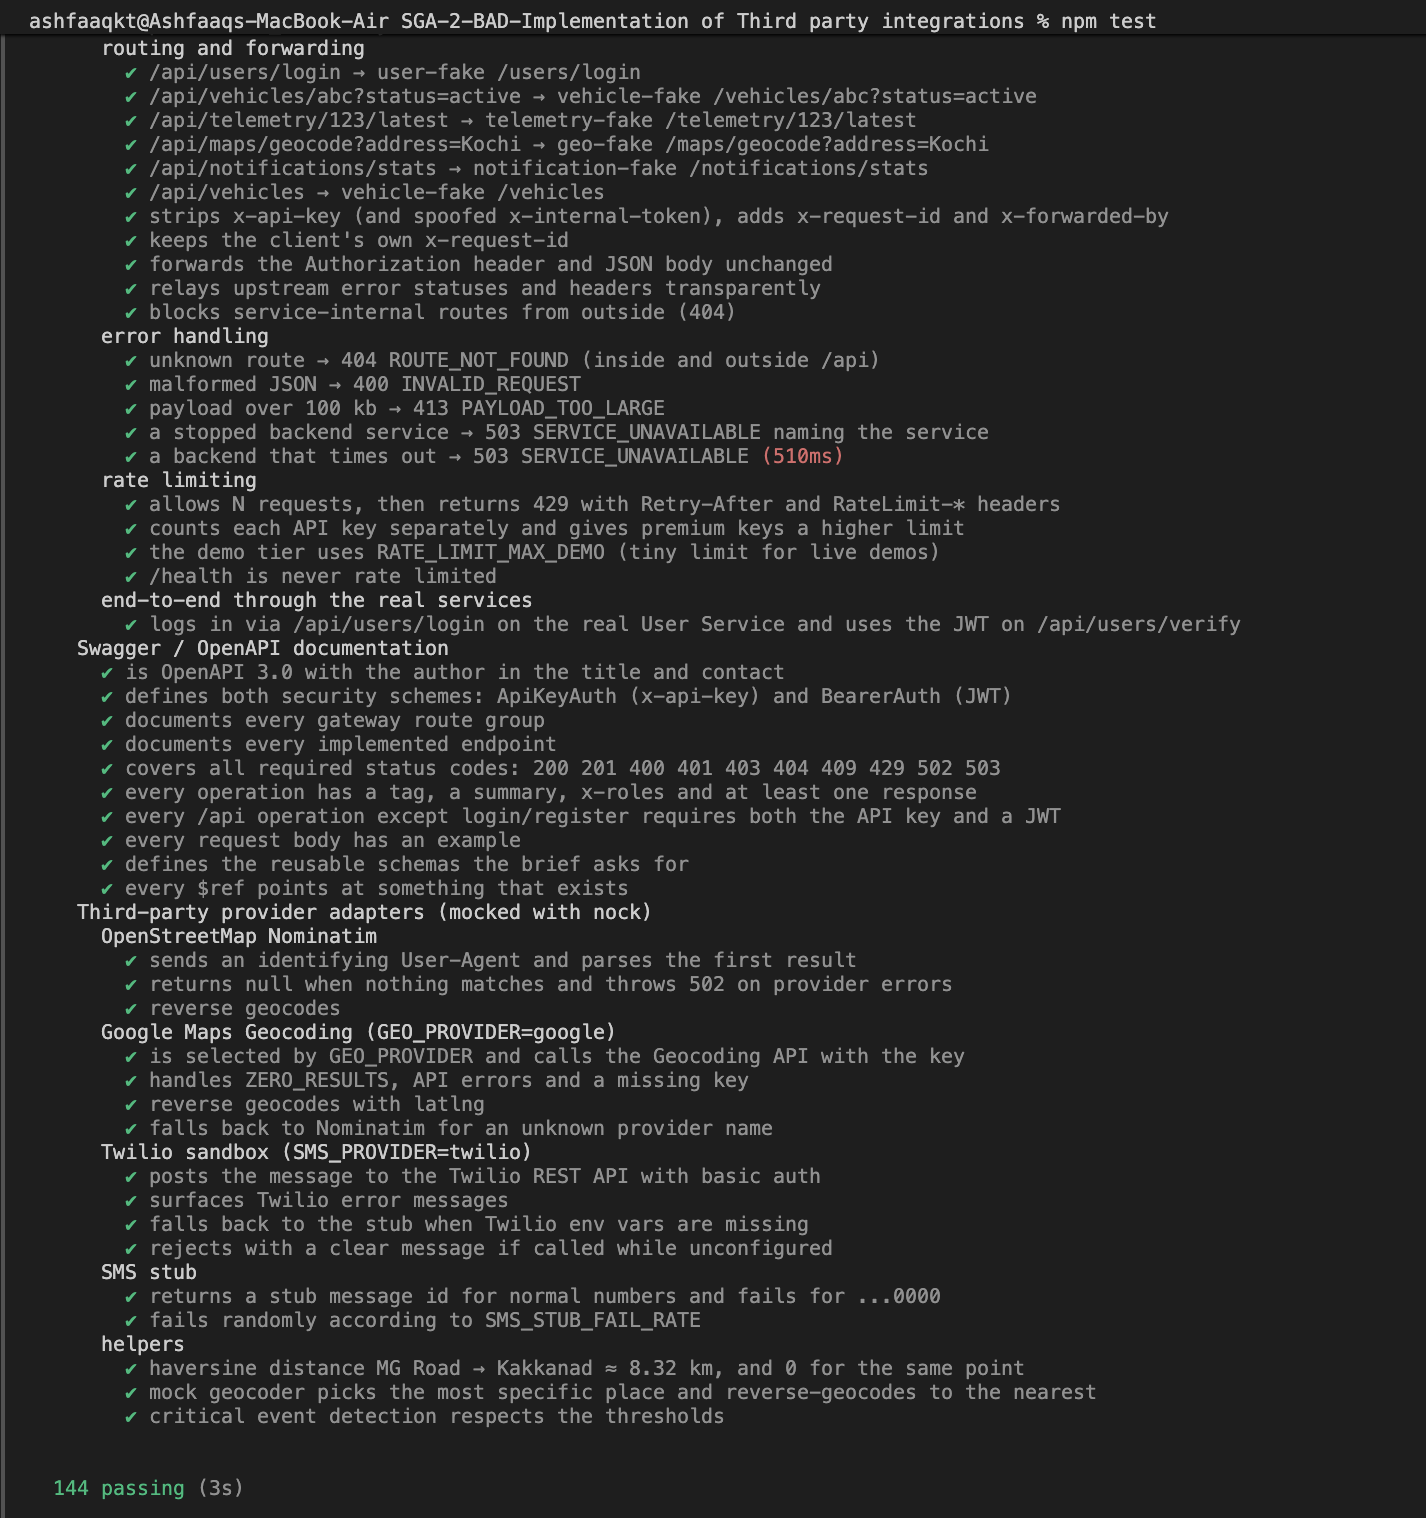 ashfaaqkt@Ashfaaqs-MacBook-Air SGA-2-BAD-Implementation of Third party integrations % npm test
routing and forwarding
✔ /api/users/login → user-fake /users/login
✔ /api/vehicles/abc?status=active → vehicle-fake /vehicles/abc?status=active
✔ /api/telemetry/123/latest → telemetry-fake /telemetry/123/latest
✔ /api/maps/geocode?address=Kochi → geo-fake /maps/geocode?address=Kochi
✔ /api/notifications/stats → notification-fake /notifications/stats
✔ /api/vehicles → vehicle-fake /vehicles
✔ strips x-api-key (and spoofed x-internal-token), adds x-request-id and x-forwarded-by
✔ keeps the client's own x-request-id
✔ forwards the Authorization header and JSON body unchanged
✔ relays upstream error statuses and headers transparently
✔ blocks service-internal routes from outside (404)
error handling
✔ unknown route → 404 ROUTE_NOT_FOUND (inside and outside /api)
✔ malformed JSON → 400 INVALID_REQUEST
✔ payload over 100 kb → 413 PAYLOAD_TOO_LARGE
✔ a stopped backend service → 503 SERVICE_UNAVAILABLE naming the service
✔ a backend that times out → 503 SERVICE_UNAVAILABLE (510ms)
rate limiting
✔ allows N requests, then returns 429 with Retry-After and RateLimit-* headers
✔ counts each API key separately and gives premium keys a higher limit
✔ the demo tier uses RATE_LIMIT_MAX_DEMO (tiny limit for live demos)
✔ /health is never rate limited
end-to-end through the real services
✔ logs in via /api/users/login on the real User Service and uses the JWT on /api/users/verify
Swagger / OpenAPI documentation
✔ is OpenAPI 3.0 with the author in the title and contact
✔ defines both security schemes: ApiKeyAuth (x-api-key) and BearerAuth (JWT)
✔ documents every gateway route group
✔ documents every implemented endpoint
✔ covers all required status codes: 200 201 400 401 403 404 409 429 502 503
✔ every operation has a tag, a summary, x-roles and at least one response
✔ every /api operation except login/register requires both the API key and a JWT
✔ every request body has an example
✔ defines the reusable schemas the brief asks for
✔ every $ref points at something that exists
Third-party provider adapters (mocked with nock)
OpenStreetMap Nominatim
✔ sends an identifying User-Agent and parses the first result
✔ returns null when nothing matches and throws 502 on provider errors
✔ reverse geocodes
Google Maps Geocoding (GEO_PROVIDER=google)
✔ is selected by GEO_PROVIDER and calls the Geocoding API with the key
✔ handles ZERO_RESULTS, API errors and a missing key
✔ reverse geocodes with latlng
✔ falls back to Nominatim for an unknown provider name
Twilio sandbox (SMS_PROVIDER=twilio)
✔ posts the message to the Twilio REST API with basic auth
✔ surfaces Twilio error messages
✔ falls back to the stub when Twilio env vars are missing
✔ rejects with a clear message if called while unconfigured
SMS stub
✔ returns a stub message id for normal numbers and fails for ...0000
✔ fails randomly according to SMS_STUB_FAIL_RATE
helpers
✔ haversine distance MG Road → Kakkanad ≈ 8.32 km, and 0 for the same point
✔ mock geocoder picks the most specific place and reverse-geocodes to the nearest
✔ critical event detection respects the thresholds
144 passing (3s)